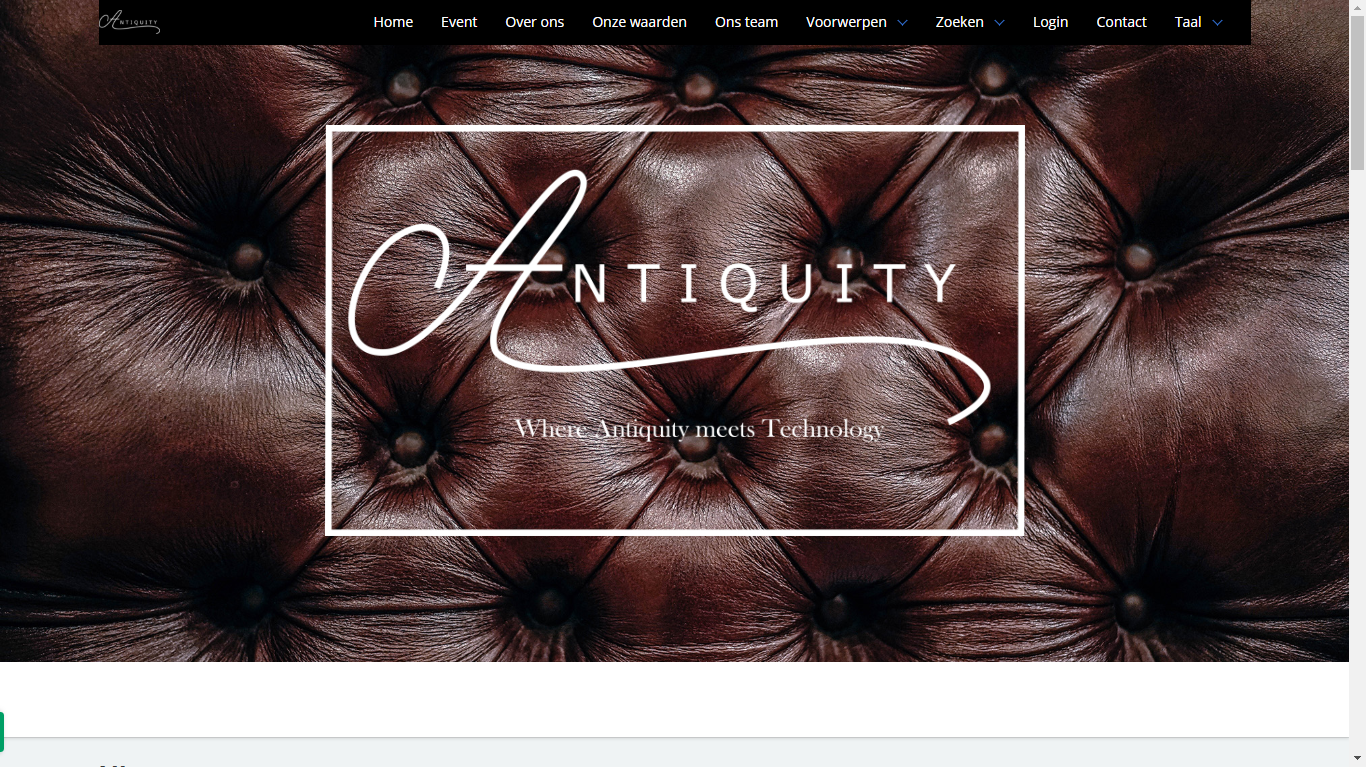 ANTIQUITY
Home Event Over ons Onze waarden Ons team Voorwerpen Zoeken Login Contact Taal
ANTIQUITY
Where Antiquity meets Technology